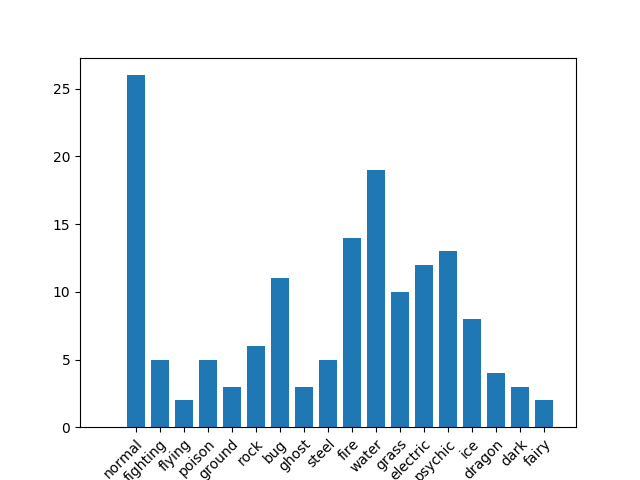 25
20
15
10
5
0
normal
fighting
flying
poison
ground
rock
bug
ghost
steel
fire
water
grass
electric
psychic
ice
dragon
dark
fairy